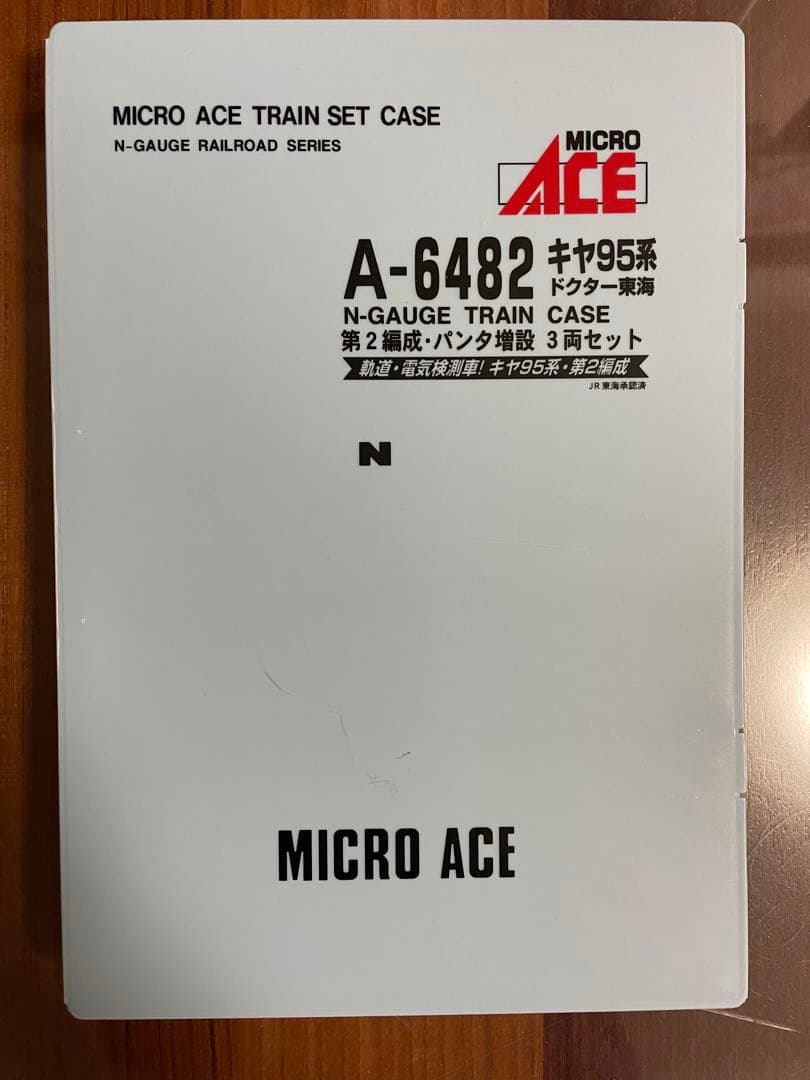 MICRO ACE TRAIN SET CASE
N-GAUGE RAILROAD SERIES
MICRO
ACE
A-6482 キヤ95系
ドクター東海
N-GAUGE TRAIN CASE
第2編成・パンタ増設 3両セット
軌道・電気検測車! キヤ95系・第2編成
JR東海承認済
N
MICRO ACE